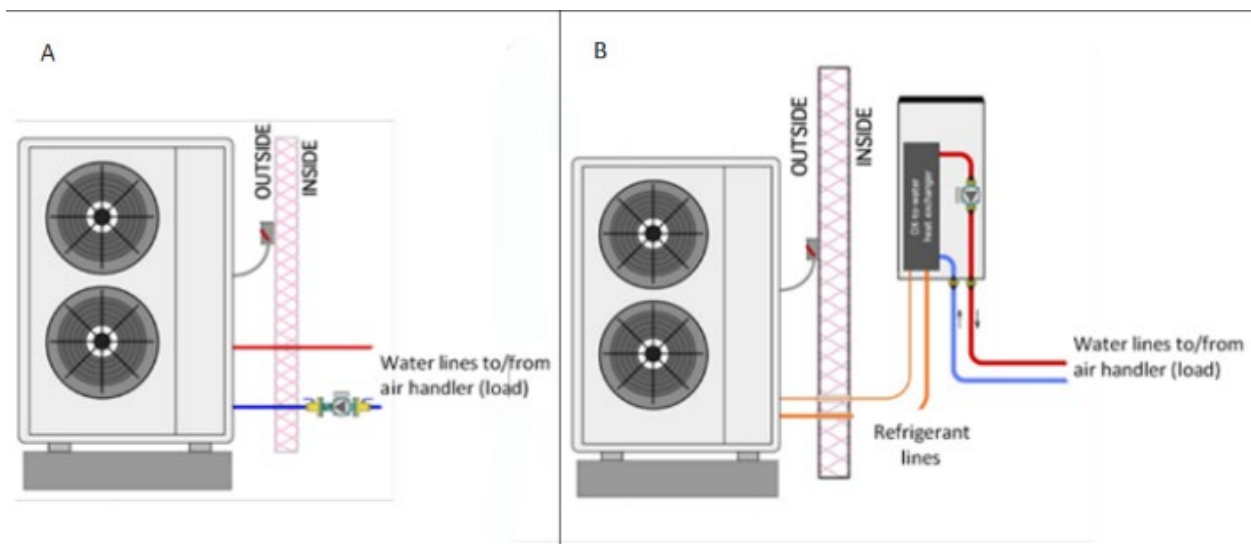 A
OUTSIDE
INSIDE
Water lines to/from
air handler (load)
B
OUTSIDE
INSIDE
DX-to-water
heat exchanger
Water lines to/from
air handler (load)
Refrigerant
lines